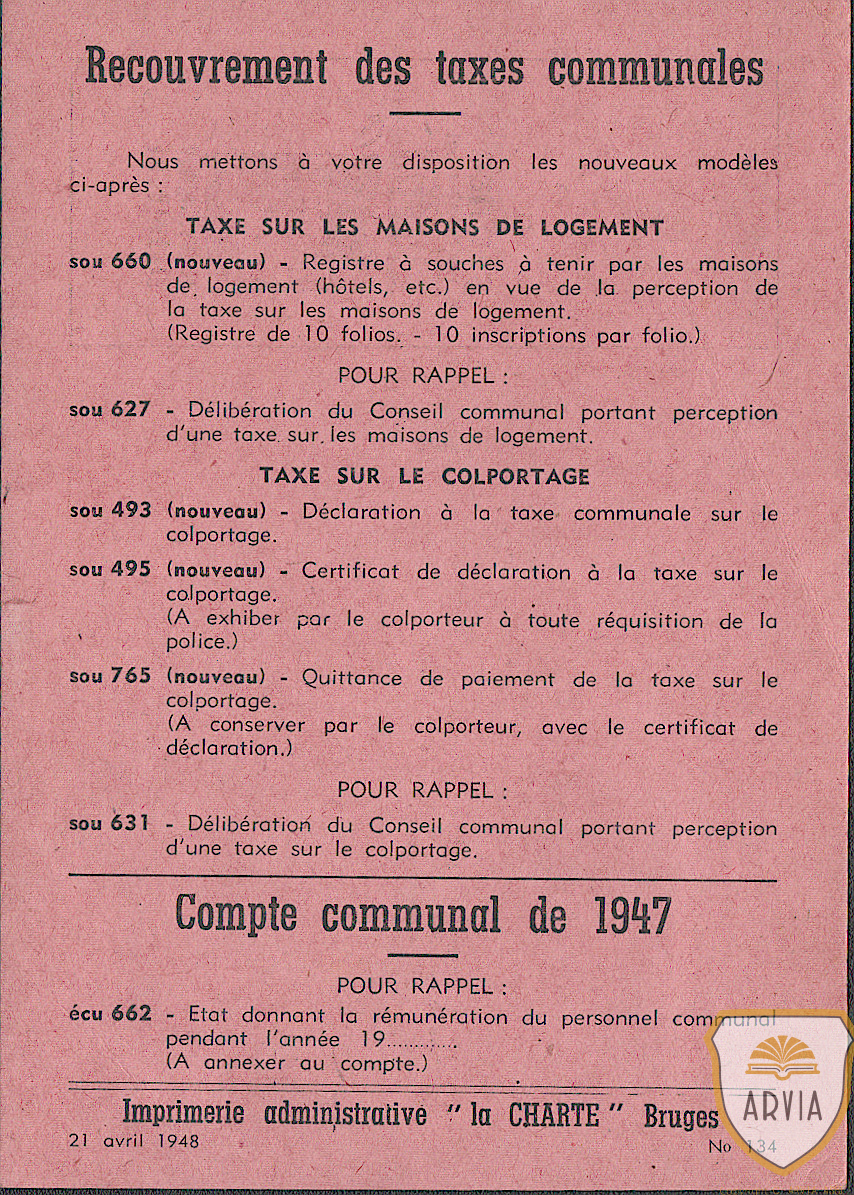 Recouvrement des taxes communales
Nous mettons à votre disposition les nouveaux modèles
ci-après :
TAXE SUR LES MAISONS DE LOGEMENT
sou 660 (nouveau) - Registre à souches à tenir par les maisons
de logement (hôtels, etc.) en vue de la perception de
la taxe sur les maisons de logement.
(Registre de 10 folios. - 10 inscriptions par folio.)
POUR RAPPEL :
sou 627 - Délibération du Conseil communal portant perception
d'une taxe sur les maisons de logement.
TAXE SUR LE COLPORTAGE
sou 493 (nouveau) - Déclaration à la taxe communale sur le
colportage.
sou 495 (nouveau) - Certificat de déclaration à la taxe sur le
colportage.
(A exhiber par le colporteur à toute réquisition de la
police.)
sou 765 (nouveau) - Quittance de paiement de la taxe sur le
colportage.
(A conserver par le colporteur, avec le certificat de
déclaration.)
POUR RAPPEL :
sou 631 - Délibération du Conseil communal portant perception
d'une taxe sur le colportage.
Compte communal de 1947
POUR RAPPEL :
écu 662 - Etat donnant la rémunération du personnel communal
pendant l'année 19............
(A annexer au compte.)
Imprimerie administrative " la CHARTE " Bruges
21 avril 1948
No 134
ARVIA